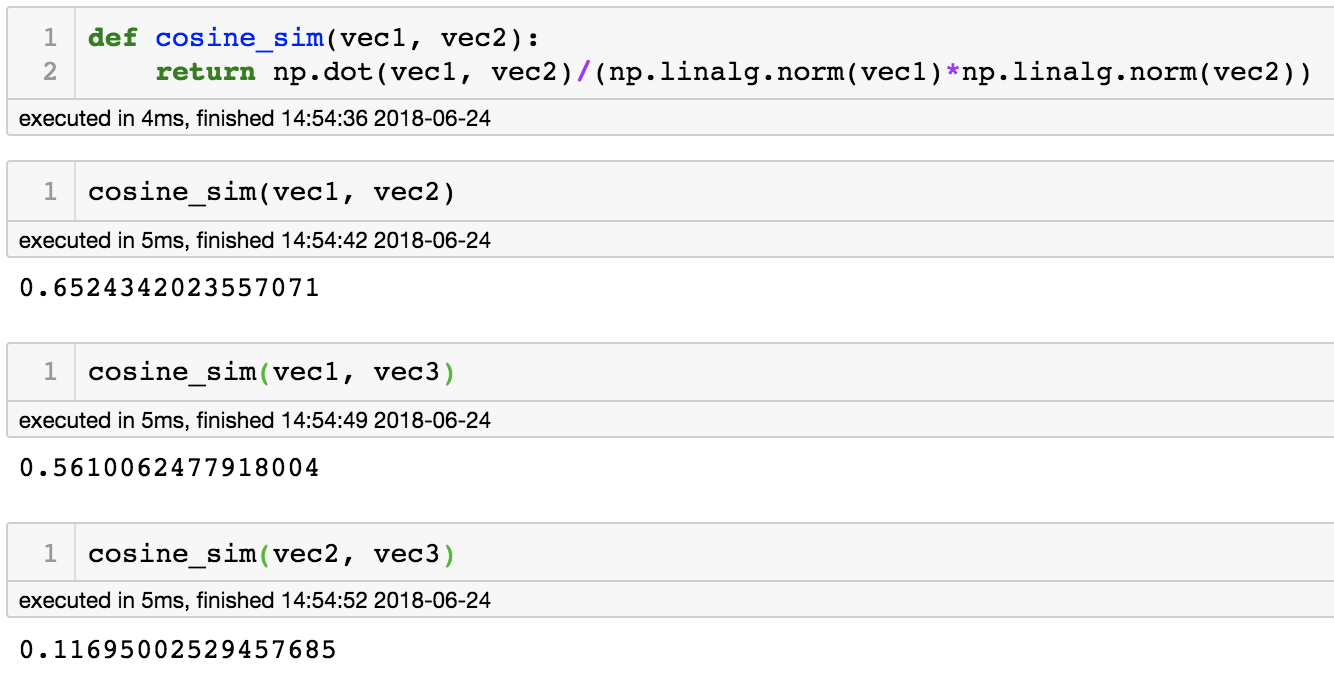 1 def cosine_sim(vec1, vec2):
2     return np.dot(vec1, vec2)/(np.linalg.norm(vec1)*np.linalg.norm(vec2))
executed in 4ms, finished 14:54:36 2018-06-24
1 cosine_sim(vec1, vec2)
executed in 5ms, finished 14:54:42 2018-06-24
0.6524342023557071
1 cosine_sim(vec1, vec3)
executed in 5ms, finished 14:54:49 2018-06-24
0.5610062477918004
1 cosine_sim(vec2, vec3)
executed in 5ms, finished 14:54:52 2018-06-24
0.11695002529457685